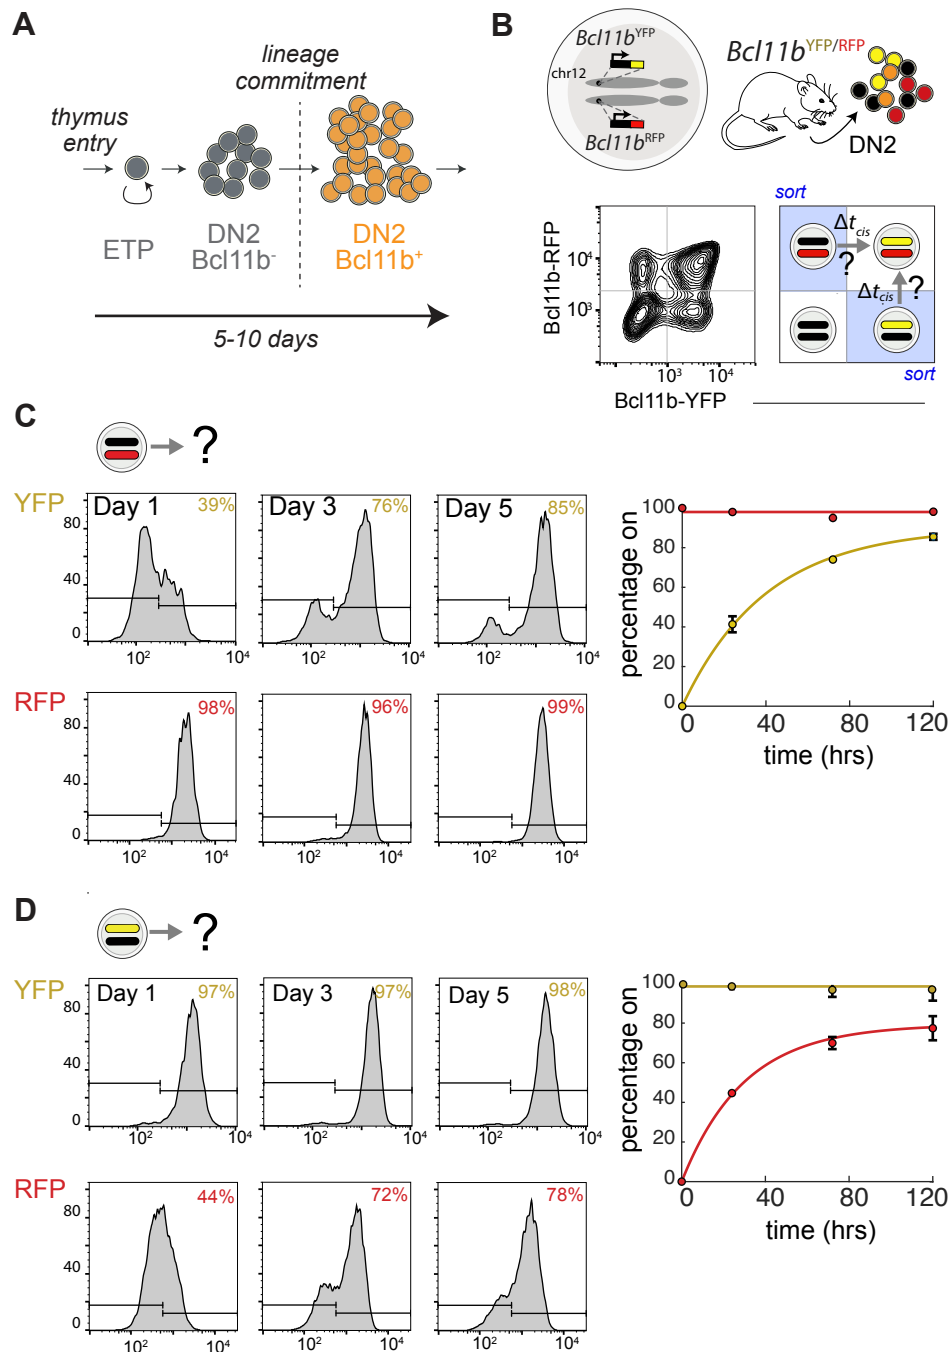 A
lineage
commitment
thymus
entry
ETP
DN2
Bcl11b-
DN2
Bcl11b+
5-10 days
B
Bcl11bYFP
chr12
Bcl11bRFP
Bcl11bYFP/RFP
DN2
Bcl11b-RFP
10⁴
10³
10³
10⁴
Bcl11b-YFP
sort
Δtcis
?
Δtcis
?
sort
C
?
YFP
Day 1
39%
Day 3
76%
Day 5
85%
80
40
0
10²
10⁴
10²
10⁴
10²
10⁴
RFP
98%
96%
99%
80
40
0
10²
10⁴
10²
10⁴
10²
10⁴
percentage on
100
80
60
40
20
0
0
40
80
120
time (hrs)
D
?
YFP
Day 1
97%
Day 3
97%
Day 5
98%
80
40
0
10²
10⁴
10²
10⁴
10²
10⁴
RFP
44%
72%
78%
80
40
0
10²
10⁴
10²
10⁴
10²
10⁴
percentage on
100
80
60
40
20
0
0
40
80
120
time (hrs)